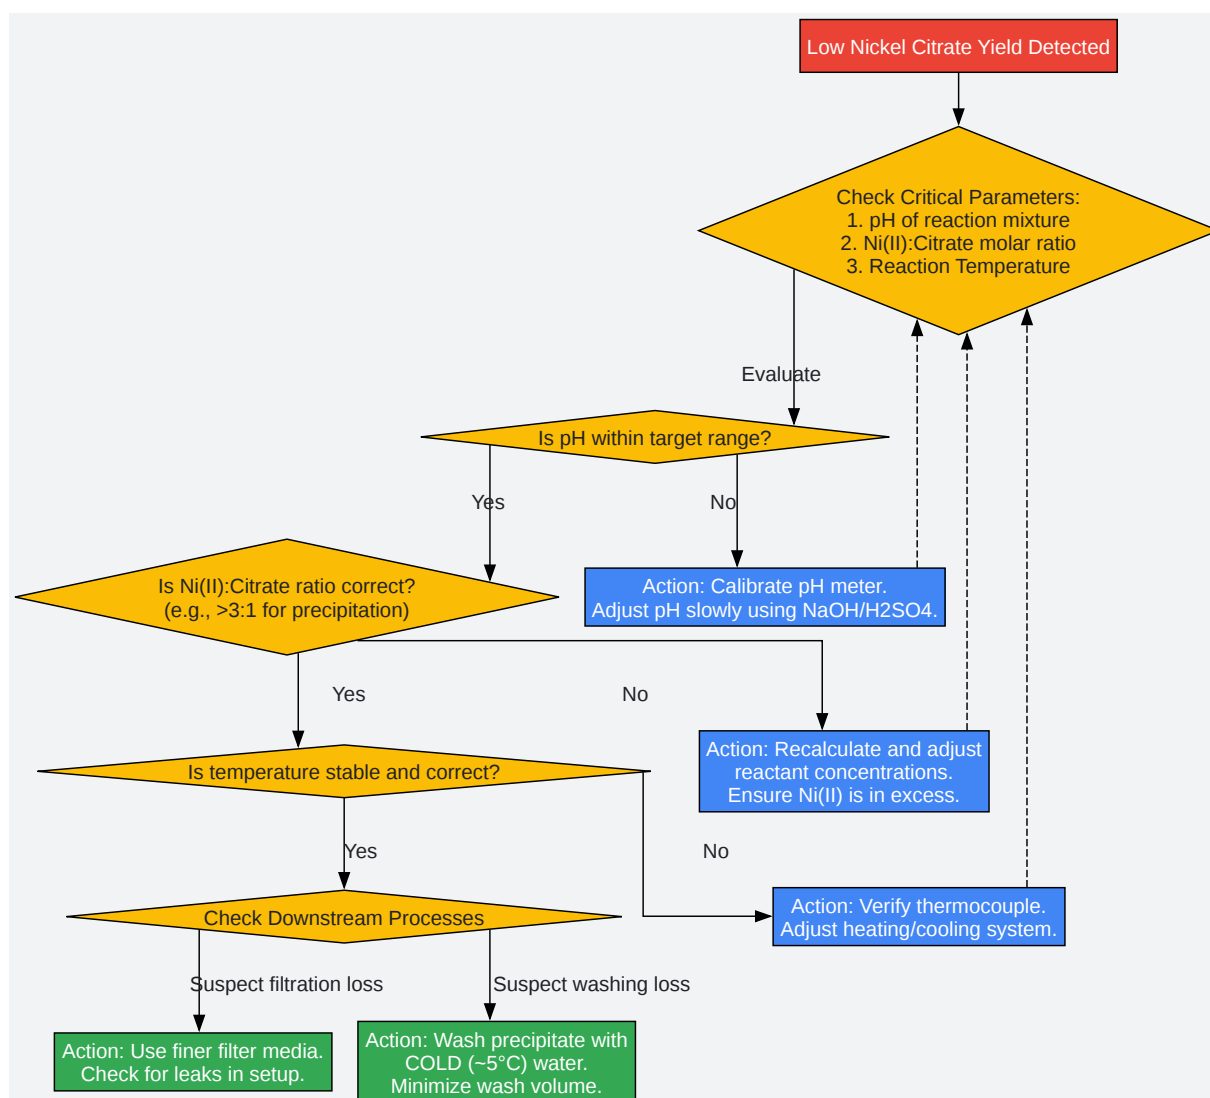 Low Nickel Citrate Yield Detected
Check Critical Parameters:
1. pH of reaction mixture
2. Ni(II):Citrate molar ratio
3. Reaction Temperature
Evaluate
Is pH within target range?
Yes
No
Is Ni(II):Citrate ratio correct?
(e.g., >3:1 for precipitation)
Action: Calibrate pH meter.
Adjust pH slowly using NaOH/H2SO4.
Yes
No
Is temperature stable and correct?
Action: Recalculate and adjust
reactant concentrations.
Ensure Ni(II) is in excess.
Yes
No
Check Downstream Processes
Action: Verify thermocouple.
Adjust heating/cooling system.
Suspect filtration loss
Suspect washing loss
Action: Use finer filter media.
Check for leaks in setup.
Action: Wash precipitate with
COLD (~5°C) water.
Minimize wash volume.